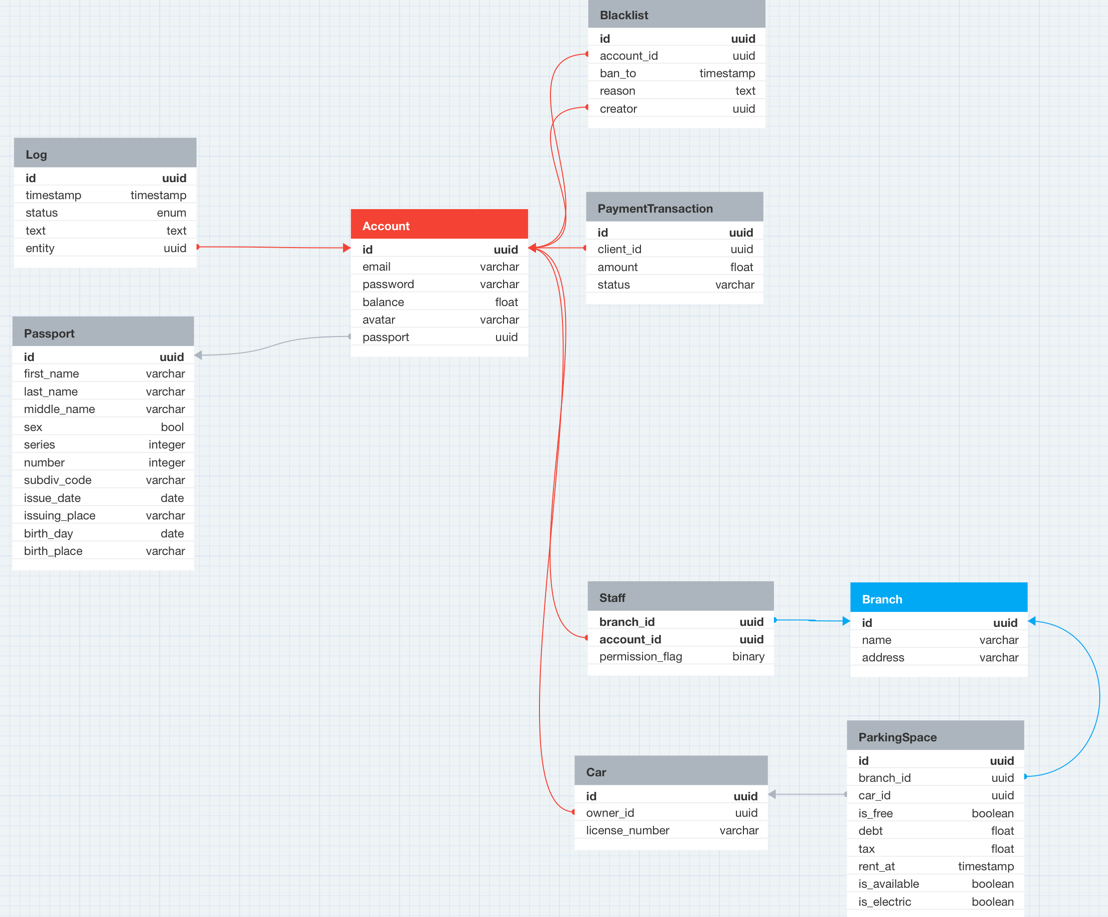 Blacklist
id uuid
account_id uuid
ban_to timestamp
reason text
creator uuid
Log
id uuid
timestamp timestamp
status enum
text text
entity uuid
Account
id uuid
email varchar
password varchar
balance float
avatar varchar
passport uuid
PaymentTransaction
id uuid
client_id uuid
amount float
status varchar
Passport
id uuid
first_name varchar
last_name varchar
middle_name varchar
sex bool
series integer
number integer
subdiv_code varchar
issue_date date
issuing_place varchar
birth_day date
birth_place varchar
Staff
branch_id uuid
account_id uuid
permission_flag binary
Branch
id uuid
name varchar
address varchar
Car
id uuid
owner_id uuid
license_number varchar
ParkingSpace
id uuid
branch_id uuid
car_id uuid
is_free boolean
debt float
tax float
rent_at timestamp
is_available boolean
is_electric boolean